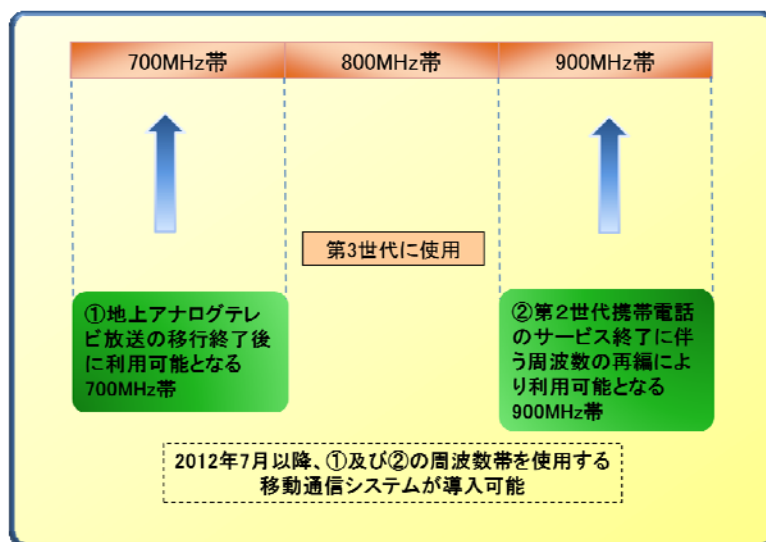 700MHz帯
800MHz帯
900MHz帯
第3世代に使用
①地上アナログテレ
ビ放送の移行終了後
に利用可能となる
700MHz帯
②第2世代携帯電話
のサービス終了に伴
う周波数の再編によ
り利用可能となる
900MHz帯
2012年7月以降、①及び②の周波数帯を使用する
移動通信システムが導入可能